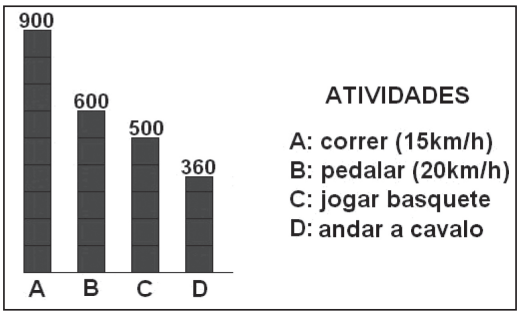 900
600
500
360
A B C D
ATIVIDADES
A: correr (15km/h)
B: pedalar (20km/h)
C: jogar basquete
D: andar a cavalo